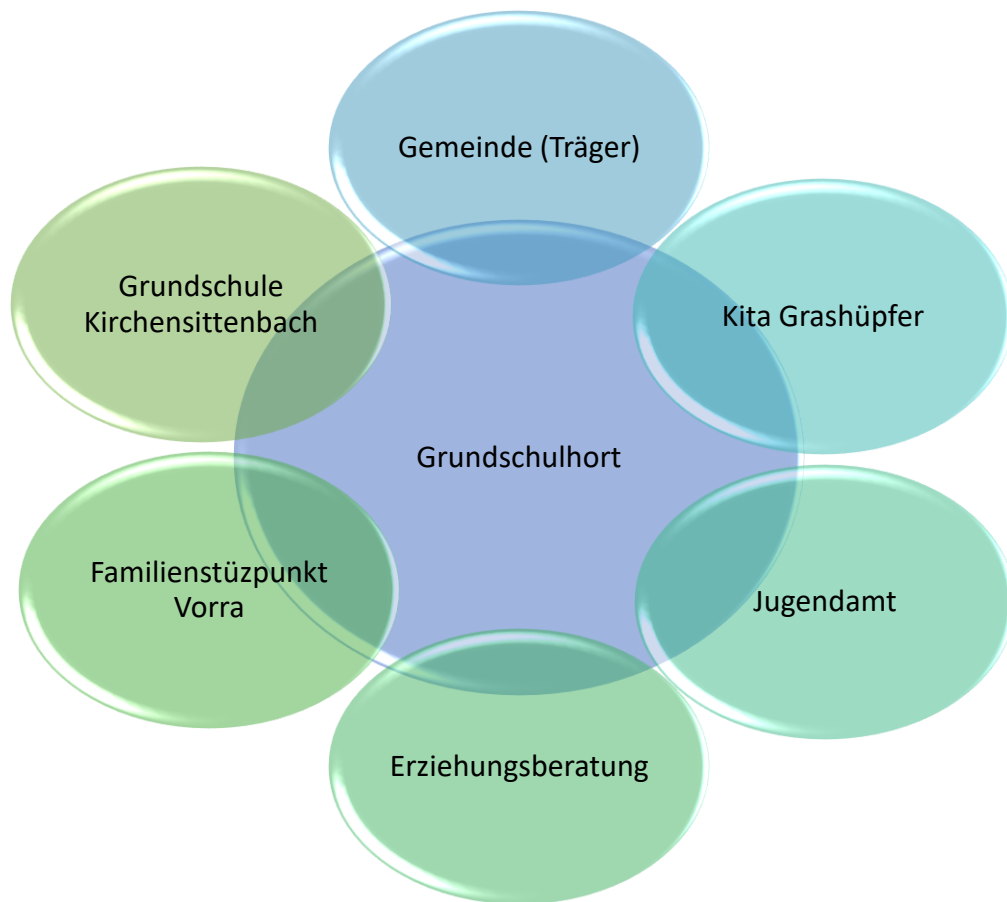 Gemeinde (Träger)
Grundschule
Kirchensittenbach
Kita Grashüpfer
Grundschulhort
Familienstüzpunkt
Vorra
Jugendamt
Erziehungsberatung